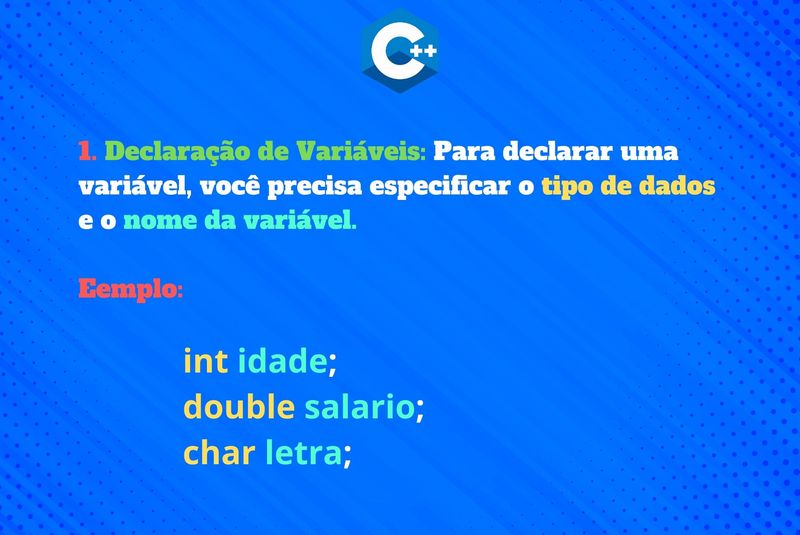 C++
1. Declaração de Variáveis: Para declarar uma
variável, você precisa especificar o tipo de dados
e o nome da variável.
Eemplo:
int idade;
double salario;
char letra;